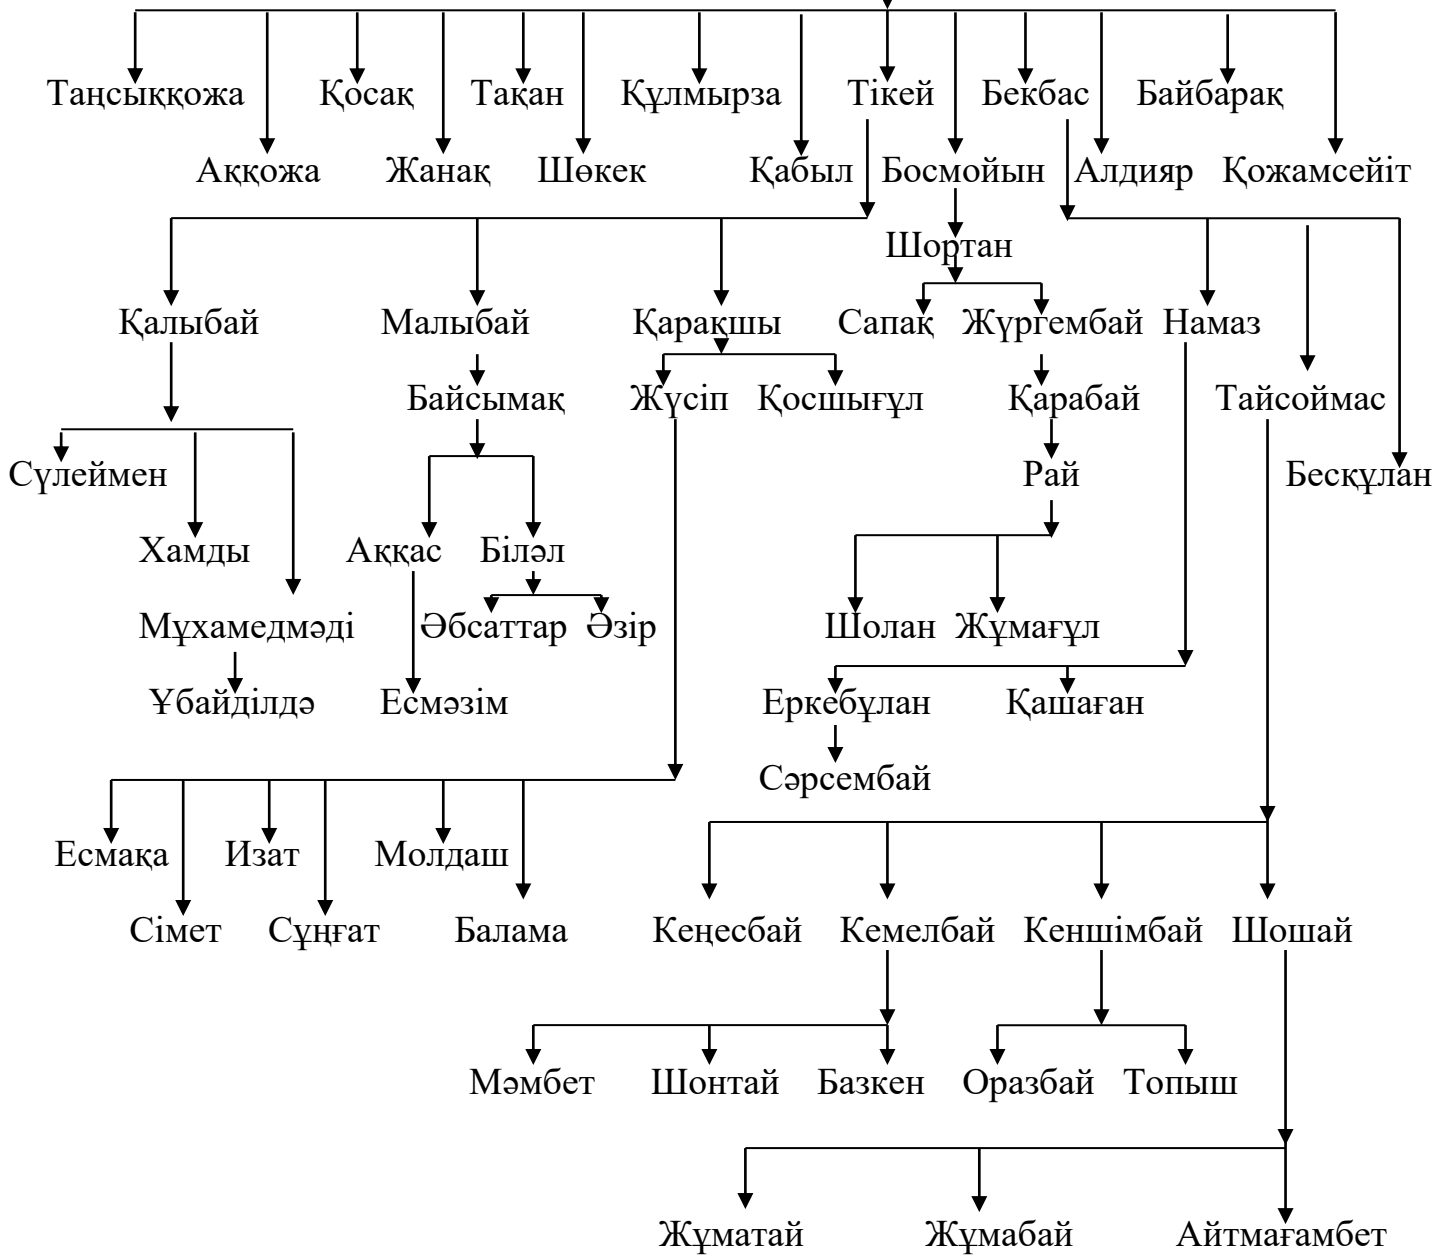 Таңсыққожа Қосақ Тақан Құлмырза Тікей Бекбас Байбарақ
Аққожа Жанақ Шөкек Қабыл Босмойын Алдияр Қожамсейіт
Шортан
Қалыбай Малыбай Қарақшы Сапақ Жүргембай Намаз
Байсымақ Жүсіп Қосшығұл Қарабай Тайсоймас
Сүлеймен Рай Бесқұлан
Хамды Аққас Біләл
Мұхамедмәді Әбсаттар Әзір Шолан Жұмағұл
Ұбайділдә Есмәзім Еркебұлан Қашаған
Сәрсембай
Есмақа Изат Молдаш
Сімет Сұңғат Балама Кеңесбай Кемелбай Кеншімбай Шошай
Мәмбет Шонтай Базкен Оразбай Топыш
Жұматай Жұмабай Айтмағамбет